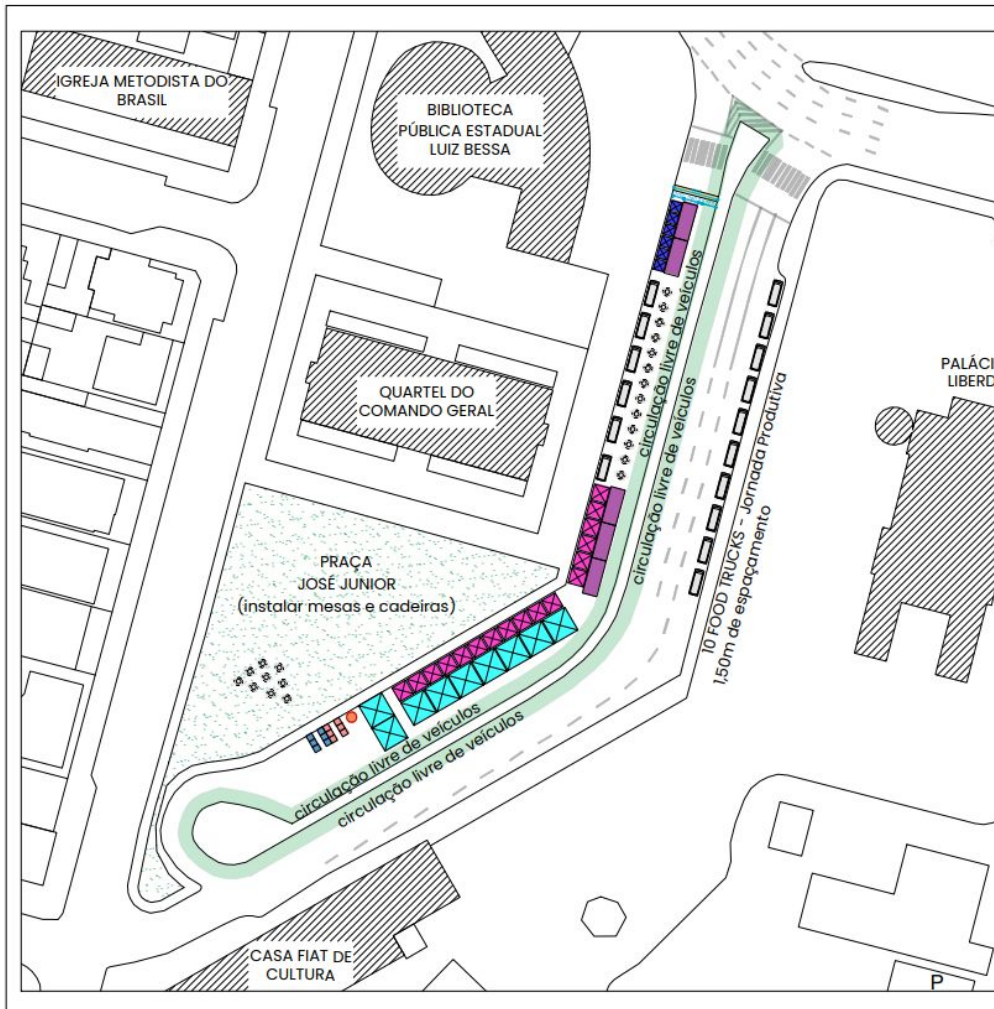 IGREJA METODISTA DO
BRASIL
BIBLIOTECA
PÚBLICA ESTADUAL
LUIZ BESSA
QUARTEL DO
COMANDO GERAL
PALÁCI
LIBERD
circulação livre de veículos
circulação livre de veículos
10 FOOD TRUCKS - Jornada Produtiva
1,50m de espaçamento
PRAÇA
JOSÉ JUNIOR
(instalar mesas e cadeiras)
circulação livre de veículos
circulação livre de veículos
CASA FIAT DE
CULTURA
P